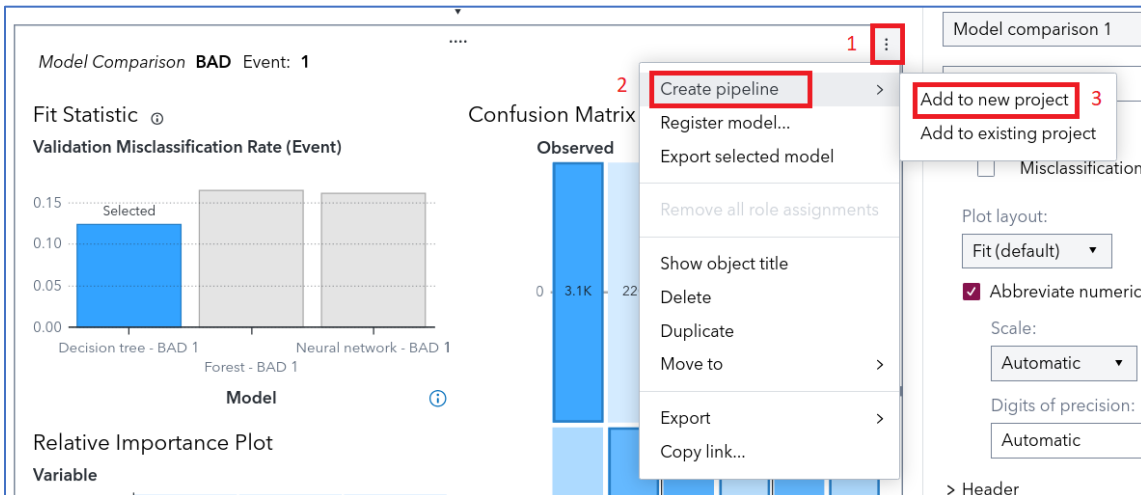 Model Comparison BAD Event: 1
1
⋮
Fit Statistic
Validation Misclassification Rate (Event)
0.15
0.10
0.05
0.00
Selected
Decision tree - BAD 1
Forest - BAD 1
Neural network - BAD 1
Model
Relative Importance Plot
Variable
Confusion Matrix
Observed
0
3.1K
22
2
Create pipeline
Register model...
Export selected model
Remove all role assignments
Show object title
Delete
Duplicate
Move to
Export
Copy link...
Add to new project
3
Add to existing project
Model comparison 1
Misclassification
Plot layout:
Fit (default)
Abbreviate numeric
Scale:
Automatic
Digits of precision:
Automatic
Header